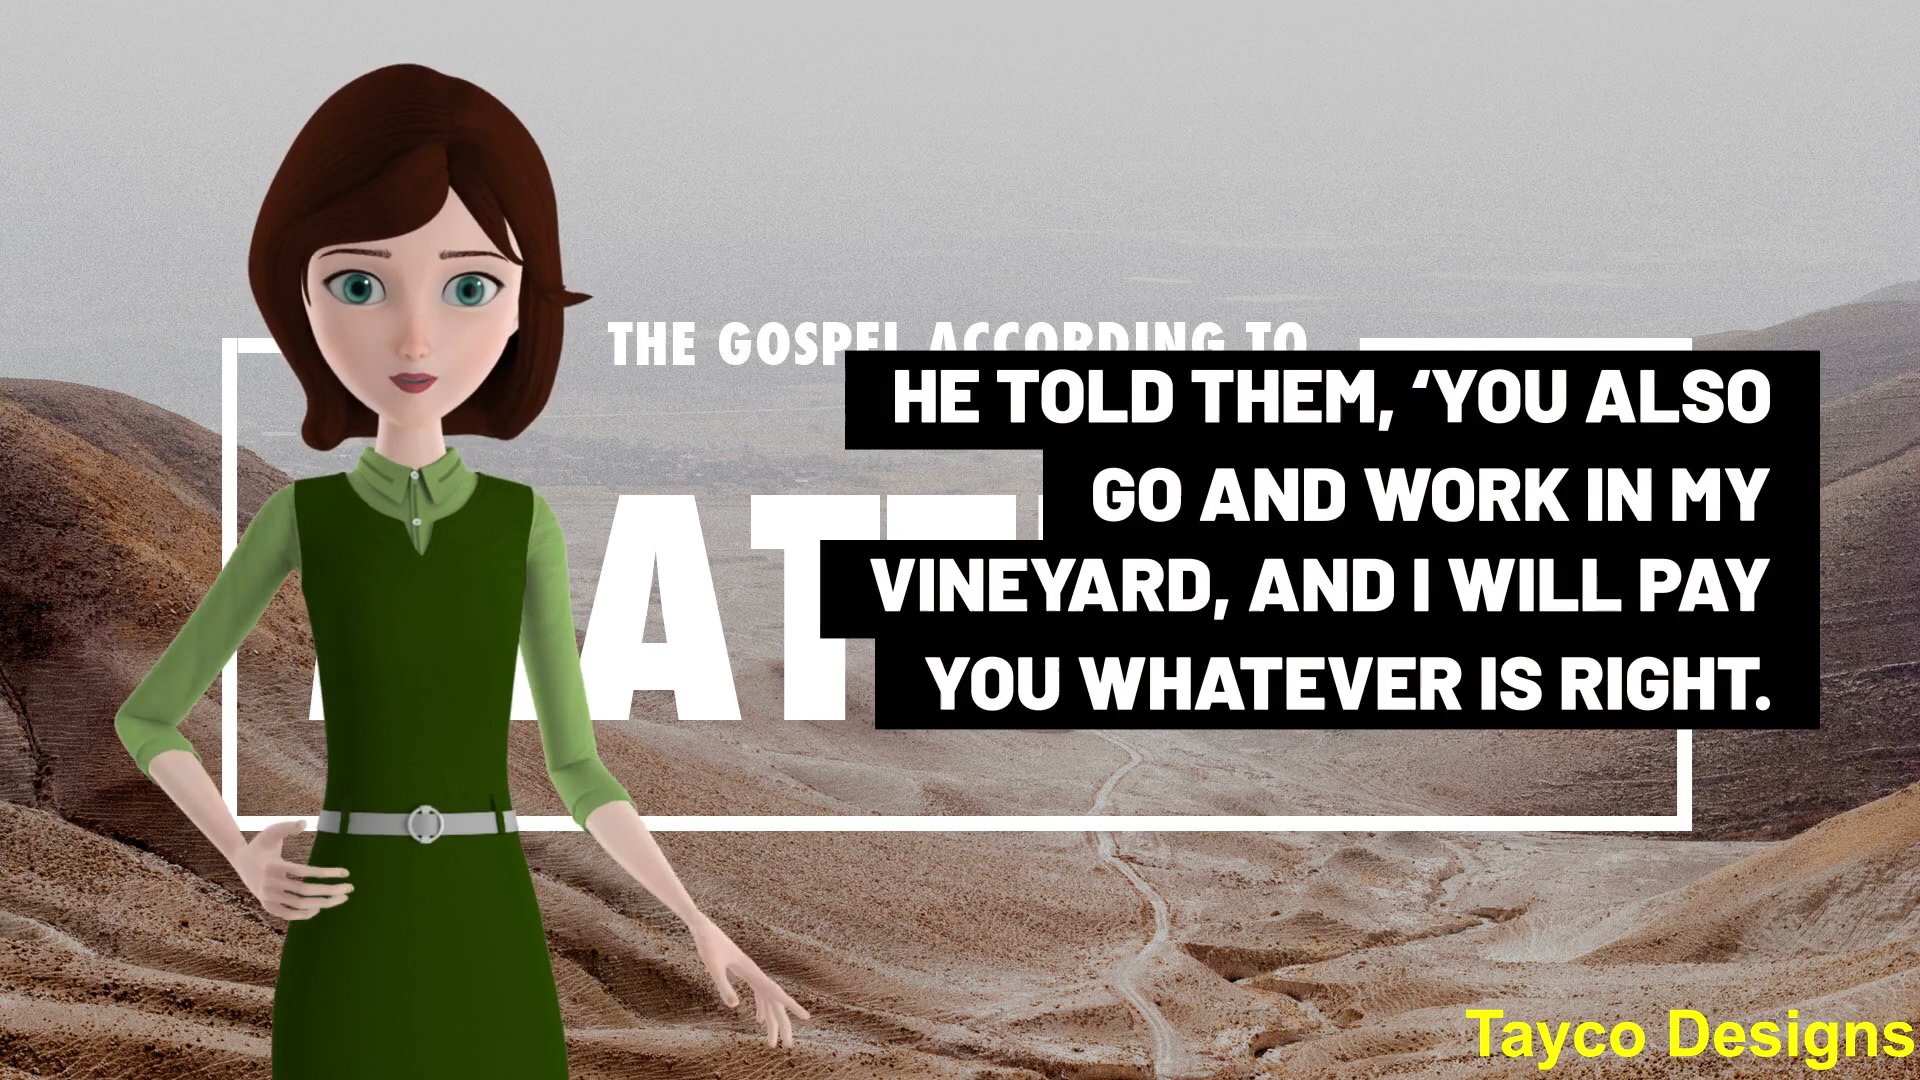 THE GOSPEL ACCORDING TO
HE TOLD THEM, ‘YOU ALSO
GO AND WORK IN MY
VINEYARD, AND I WILL PAY
YOU WHATEVER IS RIGHT.
Tayco Designs